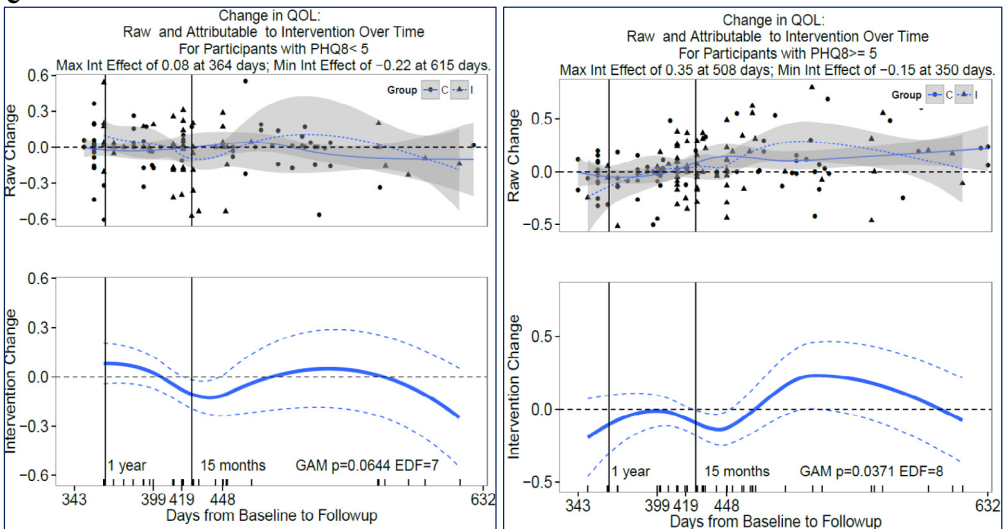 Change in QOL:
Raw and Attributable to Intervention Over Time
For Participants with PHQ8< 5
Max Int Effect of 0.08 at 364 days; Min Int Effect of −0.22 at 615 days.
Group C I
0.6
0.3
0.0
−0.3
−0.6
Raw Change
0.6
0.3
0.0
−0.3
−0.6
Intervention Change
1 year
15 months
GAM p=0.0644 EDF=7
343
399
419
448
632
Days from Baseline to Followup
Change in QOL:
Raw and Attributable to Intervention Over Time
For Participants with PHQ8>= 5
Max Int Effect of 0.35 at 508 days; Min Int Effect of −0.15 at 350 days.
Group C I
0.5
0.0
−0.5
Raw Change
0.5
0.0
−0.5
Intervention Change
1 year
15 months
GAM p=0.0371 EDF=8
343
399
419
448
632
Days from Baseline to Followup